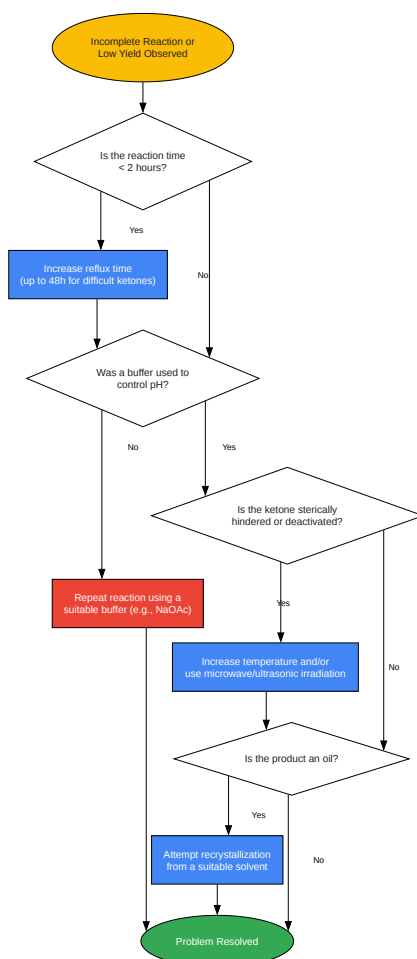 Incomplete Reaction or
Low Yield Observed
Is the reaction time
< 2 hours?
Yes
Increase reflux time
(up to 48h for difficult ketones)
No
Was a buffer used to
control pH?
No
Yes
Is the ketone sterically
hindered or deactivated?
Repeat reaction using a
suitable buffer (e.g., NaOAc)
Yes
Increase temperature and/or
use microwave/ultrasonic irradiation
No
Is the product an oil?
Yes
Attempt recrystallization
from a suitable solvent
No
Problem Resolved